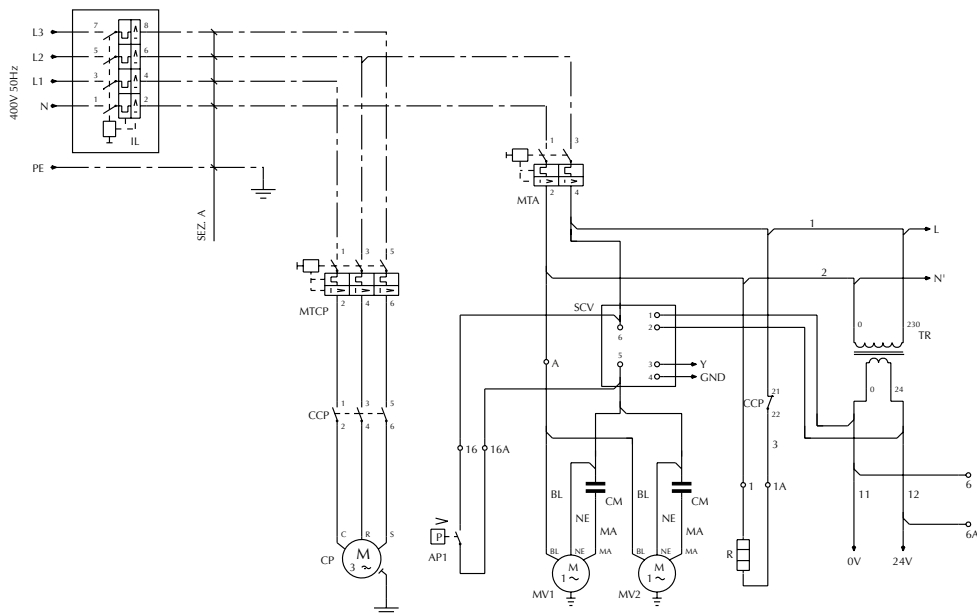 7 8
L3
5 6
L2
3 4
L1
1 2
N
IL
400V 50Hz
PE
SEZ. A
1 3
2 4
MTA
1
L
2
N'
1 3 5
2 4 6
MTCP
SCV
1
2
6
5
3 Y
4 GND
0 230
TR
0 24
A
21
CCP
22
3
1 3 5
CCP
2 4 6
16 16A
BL CM BL CM
NE NE
MA MA
1 1A
11 12
6
6A
C R S
M
3 ~
CP
P
AP1
BL NE MA BL NE MA
M
1 ~
M
1 ~
MV1 MV2
R
0V 24V